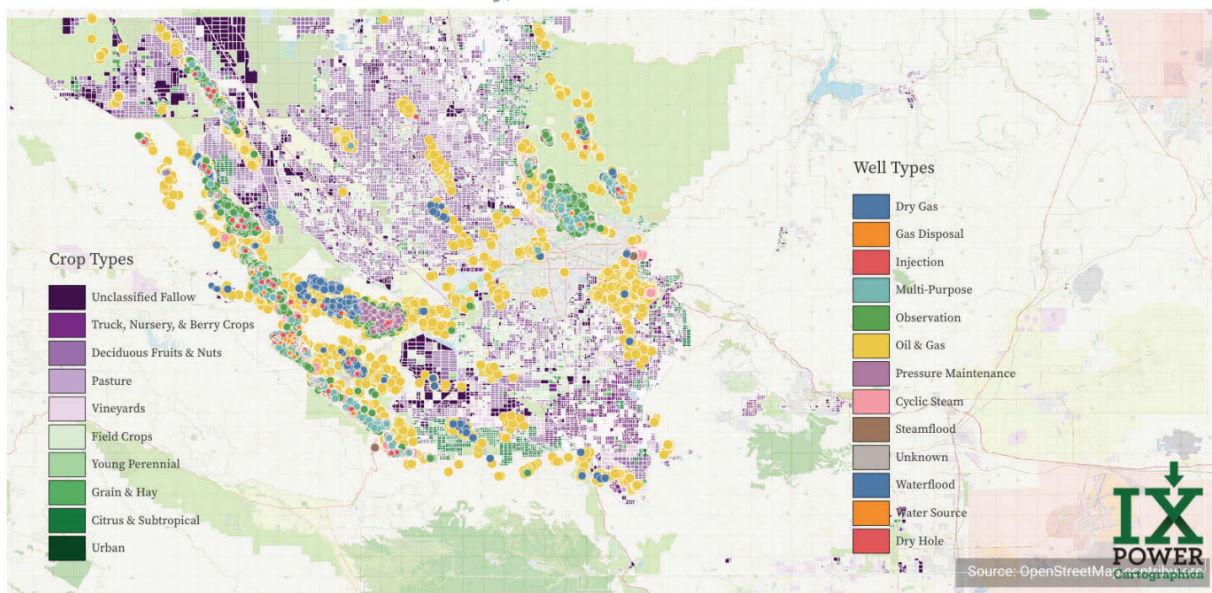 Crop Types
Unclassified Fallow
Truck, Nursery, & Berry Crops
Deciduous Fruits & Nuts
Pasture
Vineyards
Field Crops
Young Perennial
Grain & Hay
Citrus & Subtropical
Urban
Well Types
Dry Gas
Gas Disposal
Injection
Multi-Purpose
Observation
Oil & Gas
Pressure Maintenance
Cyclic Steam
Steamflood
Unknown
Waterflood
Water Source
Dry Hole
IX
POWER
Cartographica
Source: OpenStreetMap contributors